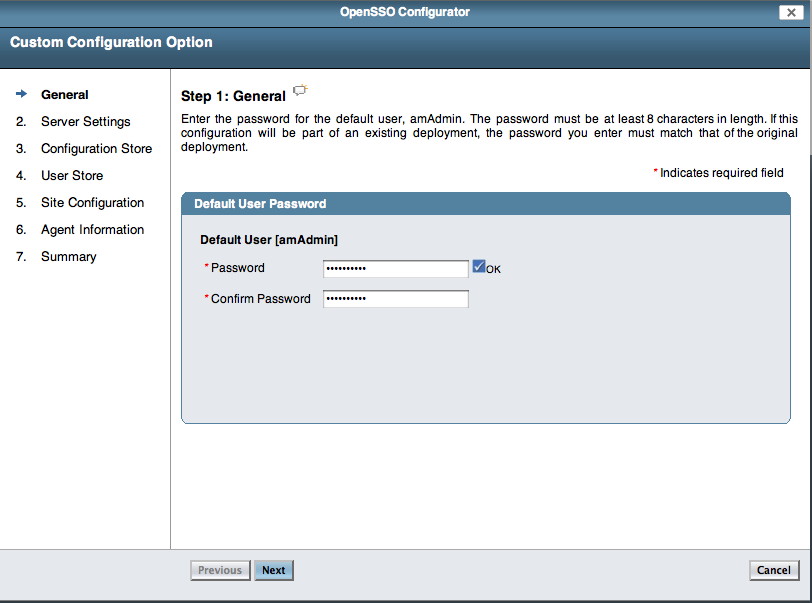 OpenSSO Configurator
Custom Configuration Option
General
2. Server Settings
3. Configuration Store
4. User Store
5. Site Configuration
6. Agent Information
7. Summary
Step 1: General
Enter the password for the default user, amAdmin. The password must be at least 8 characters in length. If this
configuration will be part of an existing deployment, the password you enter must match that of the original
deployment.
* Indicates required field
Default User Password
Default User [amAdmin]
* Password •••••••••• OK
* Confirm Password ••••••••••
Previous Next Cancel